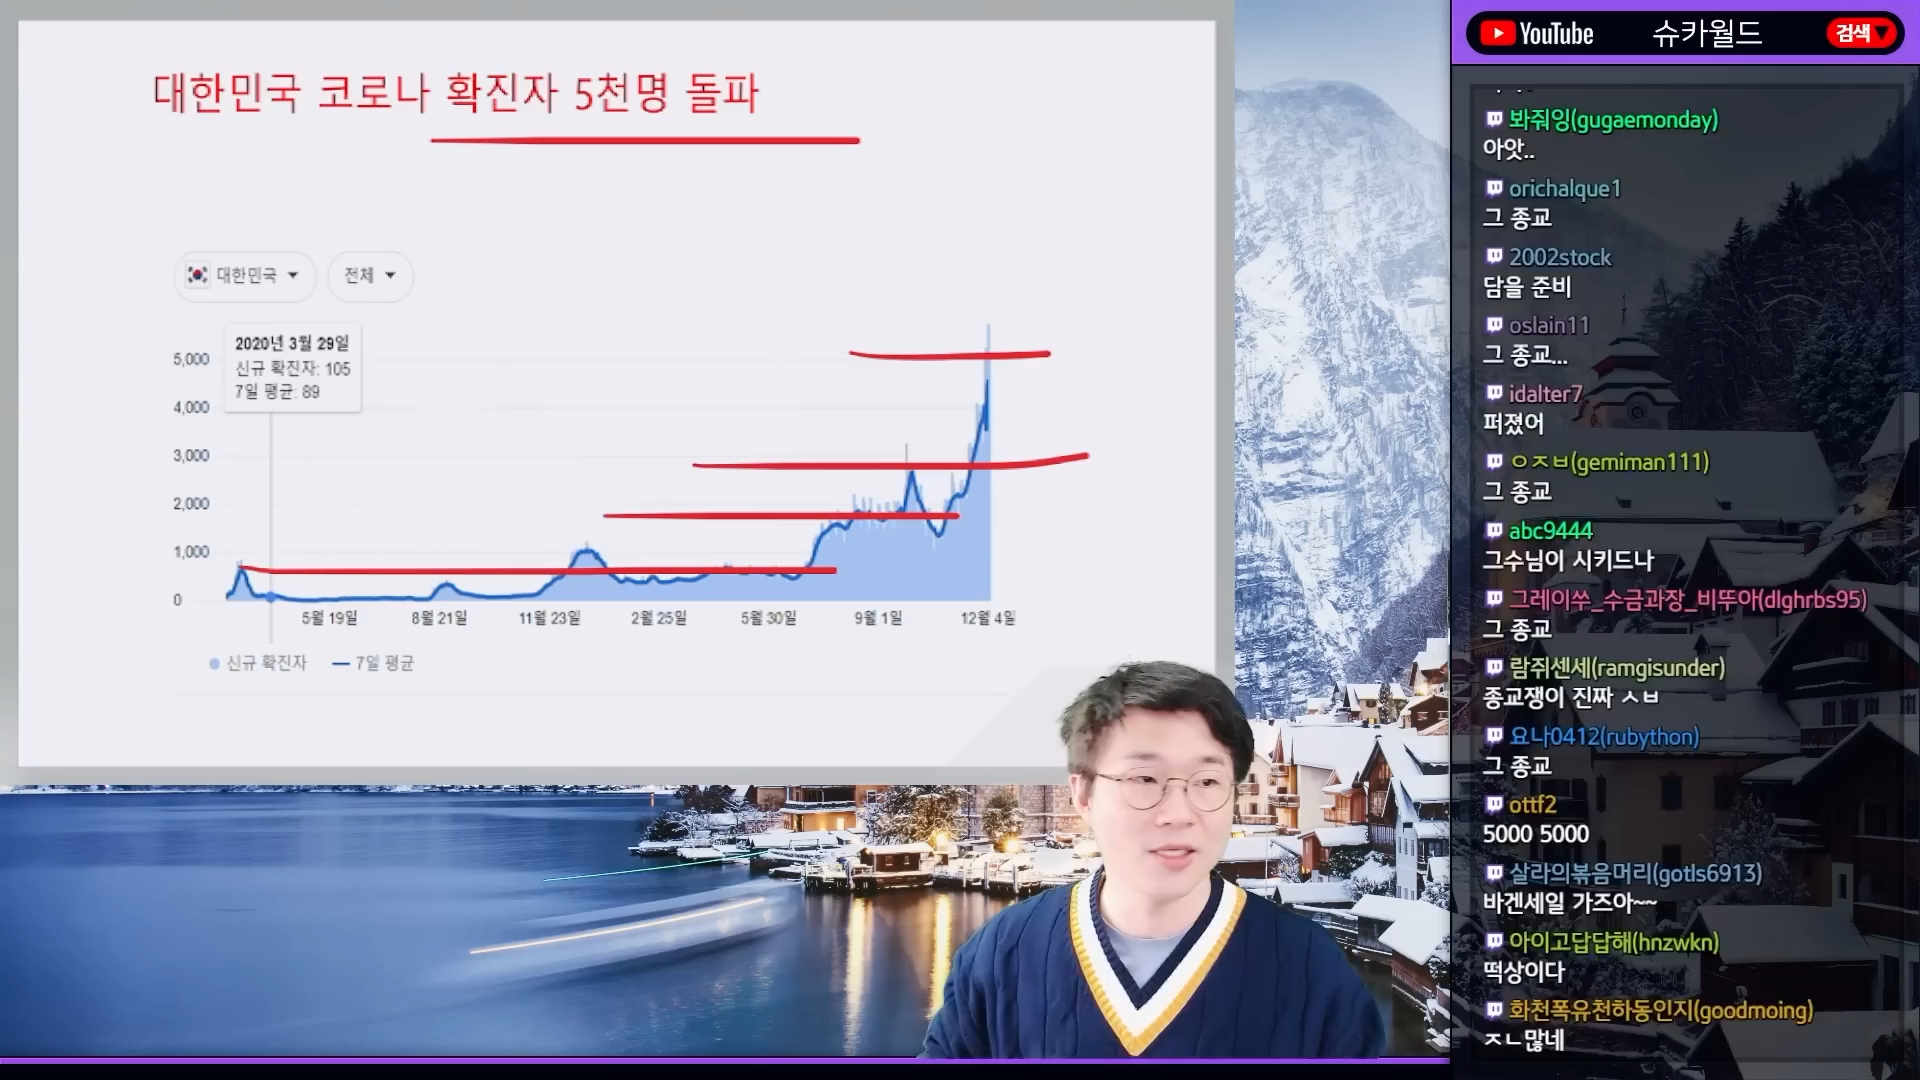 대한민국 코로나 확진자 5천명 돌파
대한민국
전체
2020년 3월 29일
신규 확진자: 105
7일 평균: 89
5,000
4,000
3,000
2,000
1,000
0
5월 19일
8월 21일
11월 23일
2월 25일
5월 30일
9월 1일
12월 4일
신규 확진자
7일 평균
YouTube
슈카월드
검색
봐줘잉(gugaemonday)
아앗..
orichalque1
그 종교
2002stock
담을 준비
oslain11
그 종교...
idalter7
퍼졌어
ㅇㅈㅂ(gemiman111)
그 종교
abc9444
그수님이 시키드나
그레이쑤_수금과장_비뚜아(dlghrbs95)
그 종교
람쥐센세(ramgisunder)
종교쟁이 진짜 ㅅㅂ
요나0412(rubython)
그 종교
ottf2
5000 5000
살라의볶음머리(gotls6913)
바겐세일 가즈아~~
아이고답답해(hnzwkn)
떡상이다
화천폭유천하동인지(goodmoing)
ㅈㄴ많네